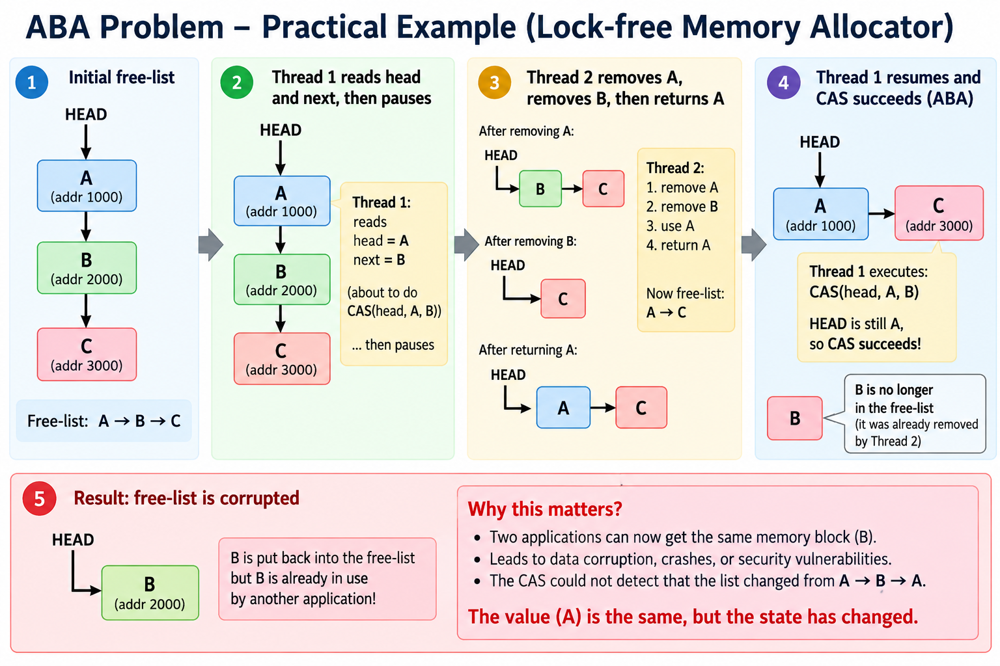 ABA Problem – Practical Example (Lock-free Memory Allocator)
1
Initial free-list
HEAD
A
(addr 1000)
B
(addr 2000)
C
(addr 3000)
Free-list: A → B → C
2
Thread 1 reads head
and next, then pauses
HEAD
A
(addr 1000)
B
(addr 2000)
C
(addr 3000)
Thread 1:
reads
head = A
next = B
(about to do
CAS(head, A, B))
... then pauses
3
Thread 2 removes A,
removes B, then returns A
After removing A:
HEAD
B
C
After removing B:
HEAD
C
After returning A:
HEAD
A
C
Thread 2:
1. remove A
2. remove B
3. use A
4. return A
Now free-list:
A → C
4
Thread 1 resumes and
CAS succeeds (ABA)
HEAD
A
(addr 1000)
C
(addr 3000)
Thread 1 executes:
CAS(head, A, B)
HEAD is still A,
so CAS succeeds!
B
B is no longer
in the free-list
(it was already removed
by Thread 2)
5
Result: free-list is corrupted
HEAD
B
(addr 2000)
B is put back into the free-list
but B is already in use
by another application!
Why this matters?
• Two applications can now get the same memory block (B).
• Leads to data corruption, crashes, or security vulnerabilities.
• The CAS could not detect that the list changed from A → B → A.
The value (A) is the same, but the state has changed.